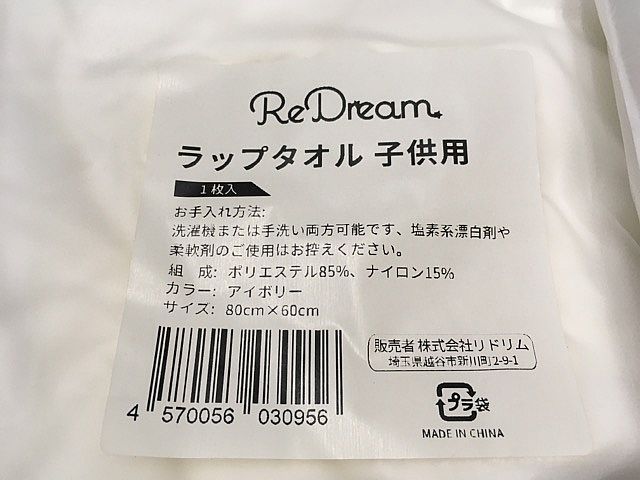 ReDream
ラップタオル 子供用
1枚入
お手入れ方法:
洗濯機または手洗い両方可能です、塩素系漂白剤や
柔軟剤のご使用はお控えください。
組 成: ポリエステル85%、ナイロン15%
カラー: アイボリー
サイズ: 80cm×60cm
販売者 株式会社リドリム
埼玉県越谷市新川町2-9-1
4 570056 030956
プラ 袋
MADE IN CHINA